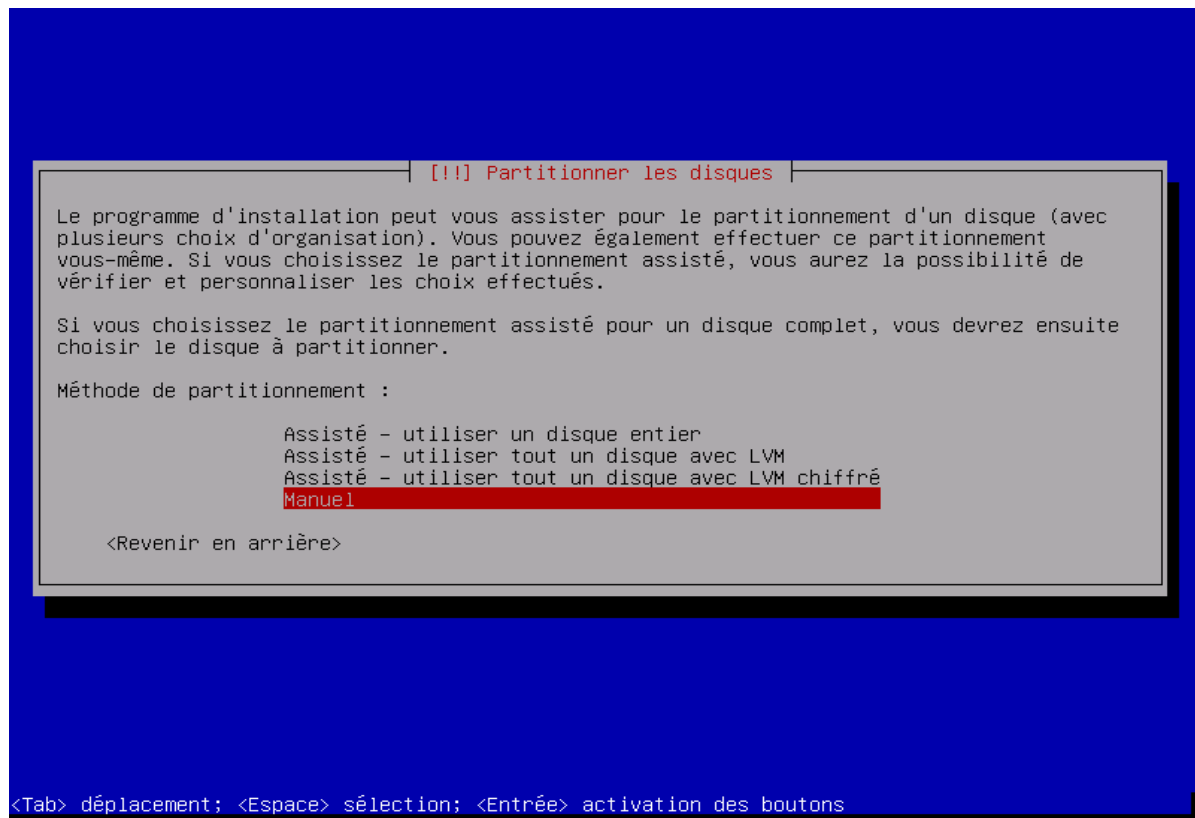 [!!] Partitionner les disques
Le programme d'installation peut vous assister pour le partitionnement d'un disque (avec
plusieurs choix d'organisation). Vous pouvez également effectuer ce partitionnement
vous-même. Si vous choisissez le partitionnement assisté, vous aurez la possibilité de
vérifier et personnaliser les choix effectués.
Si vous choisissez le partitionnement assisté pour un disque complet, vous devrez ensuite
choisir le disque à partitionner.
Méthode de partitionnement :
Assisté - utiliser un disque entier
Assisté - utiliser tout un disque avec LVM
Assisté - utiliser tout un disque avec LVM chiffré
Manuel
<Revenir en arrière>
<Tab> déplacement; <Espace> sélection; <Entrée> activation des boutons